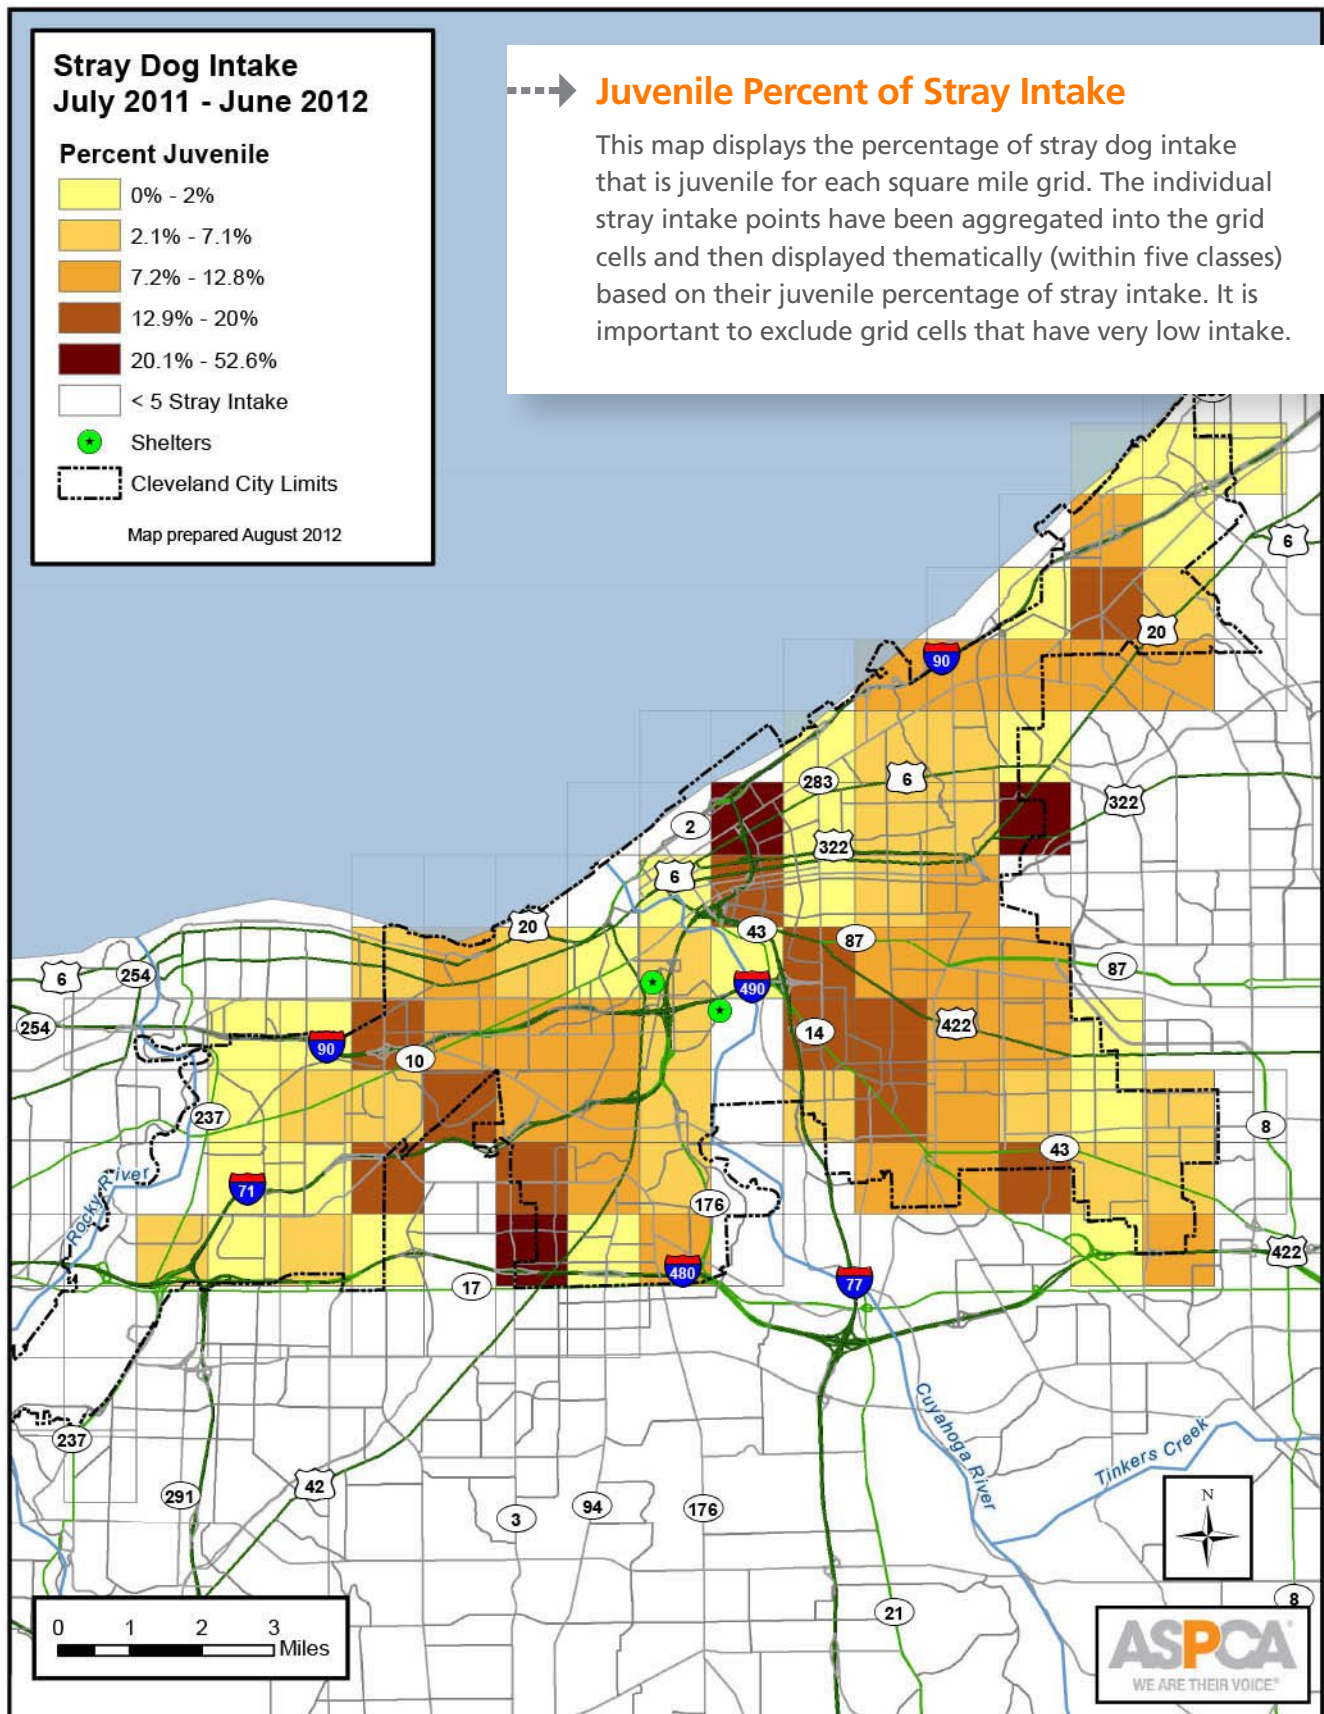 Stray Dog Intake
July 2011 - June 2012
Percent Juvenile
0% - 2%
2.1% - 7.1%
7.2% - 12.8%
12.9% - 20%
20.1% - 52.6%
< 5 Stray Intake
Shelters
Cleveland City Limits
Map prepared August 2012
Juvenile Percent of Stray Intake
This map displays the percentage of stray dog intake
that is juvenile for each square mile grid. The individual
stray intake points have been aggregated into the grid
cells and then displayed thematically (within five classes)
based on their juvenile percentage of stray intake. It is
important to exclude grid cells that have very low intake.
6
20
90
283
6
322
2
322
6
20
43
87
6
254
87
490
254
14
422
90
10
237
8
43
Rocky River
71
176
422
480
77
17
Cuyahoga River
237
Tinkers Creek
42
291
94
176
3
N
8
21
0 1 2 3
Miles
ASPCA
WE ARE THEIR VOICE®